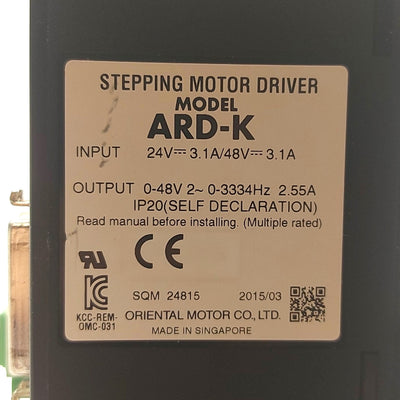 STEPPING MOTOR DRIVER
MODEL
ARD-K
INPUT 24V⎓ 3.1A/48V⎓ 3.1A
OUTPUT 0-48V 2~ 0-3334Hz 2.55A
IP20(SELF DECLARATION)
Read manual before installing. (Multiple rated)
CE
SQM 24815 2015/03
KCC-REM-
OMC-031
ORIENTAL MOTOR CO., LTD.
MADE IN SINGAPORE